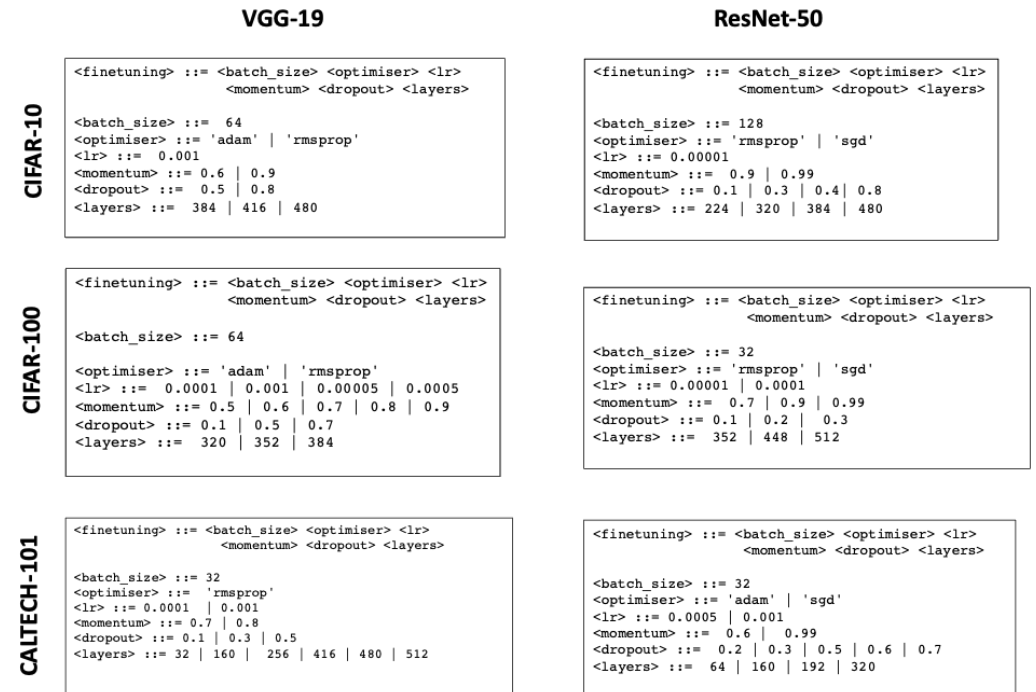 VGG-19
ResNet-50
CIFAR-10
<finetuning> ::= <batch_size> <optimiser> <lr>
<momentum> <dropout> <layers>
<batch_size> ::= 64
<optimiser> ::= 'adam' | 'rmsprop'
<lr> ::= 0.001
<momentum> ::= 0.6 | 0.9
<dropout> ::= 0.5 | 0.8
<layers> ::= 384 | 416 | 480
<finetuning> ::= <batch_size> <optimiser> <lr>
<momentum> <dropout> <layers>
<batch_size> ::= 128
<optimiser> ::= 'rmsprop' | 'sgd'
<lr> ::= 0.00001
<momentum> ::= 0.9 | 0.99
<dropout> ::= 0.1 | 0.3 | 0.4| 0.8
<layers> ::= 224 | 320 | 384 | 480
CIFAR-100
<finetuning> ::= <batch_size> <optimiser> <lr>
<momentum> <dropout> <layers>
<batch_size> ::= 64
<optimiser> ::= 'adam' | 'rmsprop'
<lr> ::= 0.0001 | 0.001 | 0.00005 | 0.0005
<momentum> ::= 0.5 | 0.6 | 0.7 | 0.8 | 0.9
<dropout> ::= 0.1 | 0.5 | 0.7
<layers> ::= 320 | 352 | 384
<finetuning> ::= <batch_size> <optimiser> <lr>
<momentum> <dropout> <layers>
<batch_size> ::= 32
<optimiser> ::= 'rmsprop' | 'sgd'
<lr> ::= 0.00001 | 0.0001
<momentum> ::= 0.7 | 0.9 | 0.99
<dropout> ::= 0.1 | 0.2 | 0.3
<layers> ::= 352 | 448 | 512
CALTECH-101
<finetuning> ::= <batch_size> <optimiser> <lr>
<momentum> <dropout> <layers>
<batch_size> ::= 32
<optimiser> ::= 'rmsprop'
<lr> ::= 0.0001 | 0.001
<momentum> ::= 0.7 | 0.8
<dropout> ::= 0.1 | 0.3 | 0.5
<layers> ::= 32 | 160 | 256 | 416 | 480 | 512
<finetuning> ::= <batch_size> <optimiser> <lr>
<momentum> <dropout> <layers>
<batch_size> ::= 32
<optimiser> ::= 'adam' | 'sgd'
<lr> ::= 0.0005 | 0.001
<momentum> ::= 0.6 | 0.99
<dropout> ::= 0.2 | 0.3 | 0.5 | 0.6 | 0.7
<layers> ::= 64 | 160 | 192 | 320